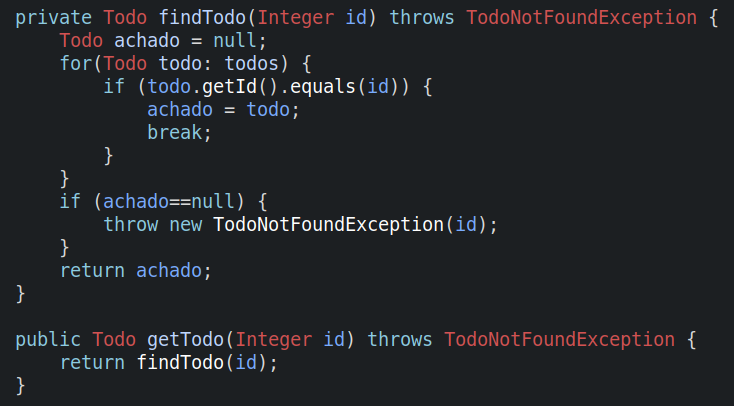 private Todo findTodo(Integer id) throws TodoNotFoundException {
    Todo achado = null;
    for(Todo todo: todos) {
        if (todo.getId().equals(id)) {
            achado = todo;
            break;
        }
    }
    if (achado==null) {
        throw new TodoNotFoundException(id);
    }
    return achado;
}

public Todo getTodo(Integer id) throws TodoNotFoundException {
    return findTodo(id);
}